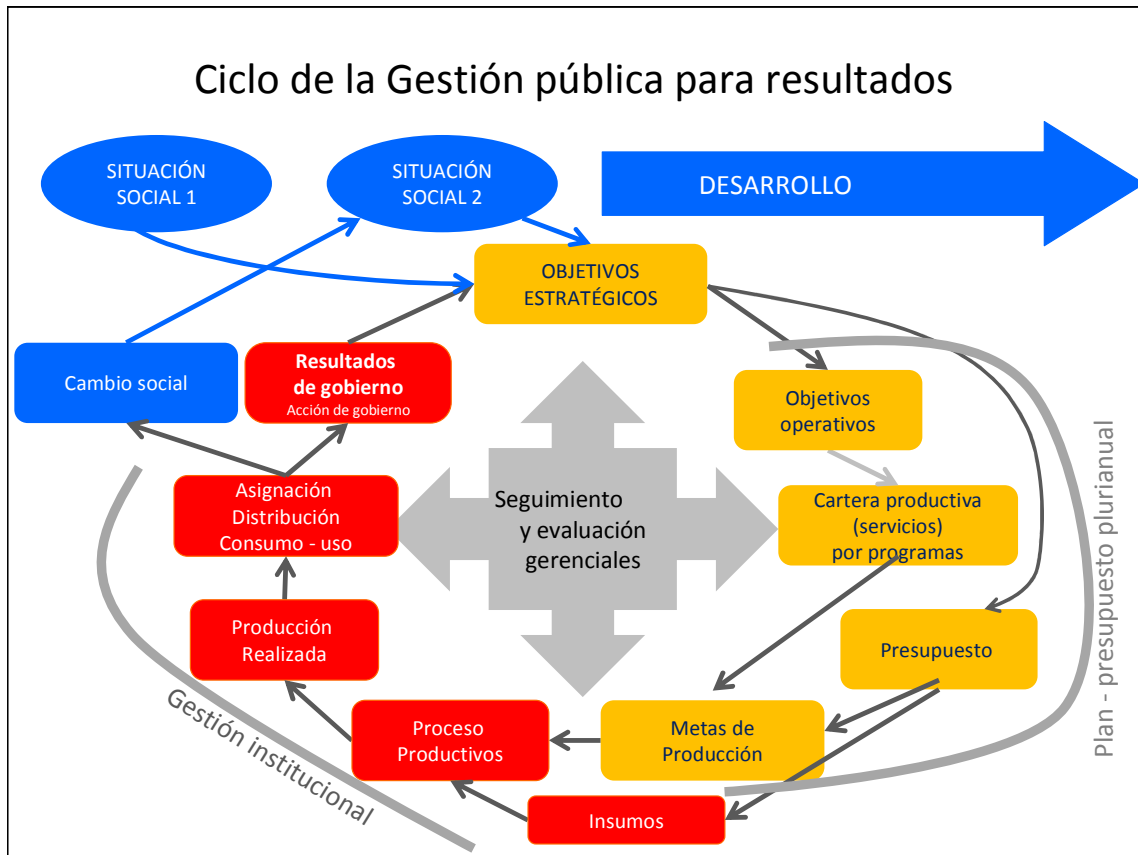 Ciclo de la Gestión pública para resultados
SITUACIÓN
SOCIAL 1
SITUACIÓN
SOCIAL 2
DESARROLLO
OBJETIVOS
ESTRATÉGICOS
Cambio social
Resultados
de gobierno
Acción de gobierno
Objetivos
operativos
Asignación
Distribución
Consumo - uso
Seguimiento
y evaluación
gerenciales
Cartera productiva
(servicios)
por programas
Producción
Realizada
Presupuesto
Proceso
Productivos
Metas de
Producción
Insumos
Gestión institucional
Plan - presupuesto plurianual